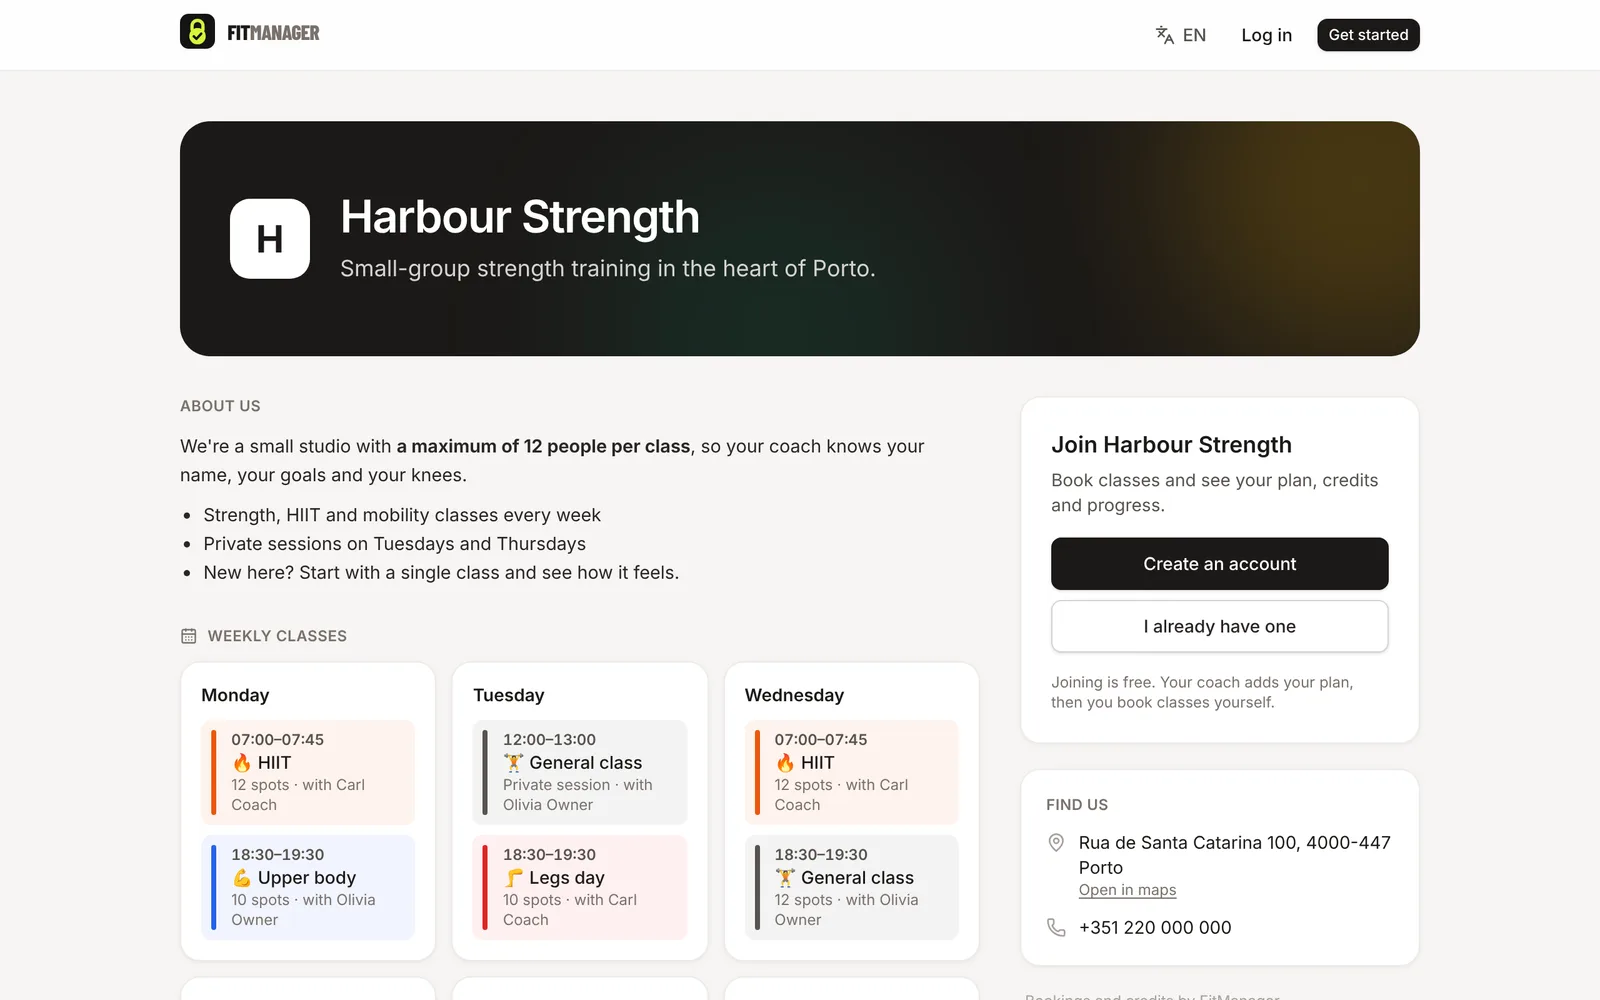 FITMANAGER
EN
Log in
Get started
H
Harbour Strength
Small-group strength training in the heart of Porto.
ABOUT US
We're a small studio with a maximum of 12 people per class, so your coach knows your
name, your goals and your knees.
• Strength, HIIT and mobility classes every week
• Private sessions on Tuesdays and Thursdays
• New here? Start with a single class and see how it feels.
WEEKLY CLASSES
Monday
07:00–07:45
🔥 HIIT
12 spots · with Carl
Coach
18:30–19:30
💪 Upper body
10 spots · with Olivia
Owner
Tuesday
12:00–13:00
🏋️ General class
Private session · with
Olivia Owner
18:30–19:30
🦵 Legs day
10 spots · with Carl
Coach
Wednesday
07:00–07:45
🔥 HIIT
12 spots · with Carl
Coach
18:30–19:30
🏋️ General class
12 spots · with Olivia
Owner
Join Harbour Strength
Book classes and see your plan, credits
and progress.
Create an account
I already have one
Joining is free. Your coach adds your plan,
then you book classes yourself.
FIND US
Rua de Santa Catarina 100, 4000-447
Porto
Open in maps
+351 220 000 000
Bookings and credits by FitManager